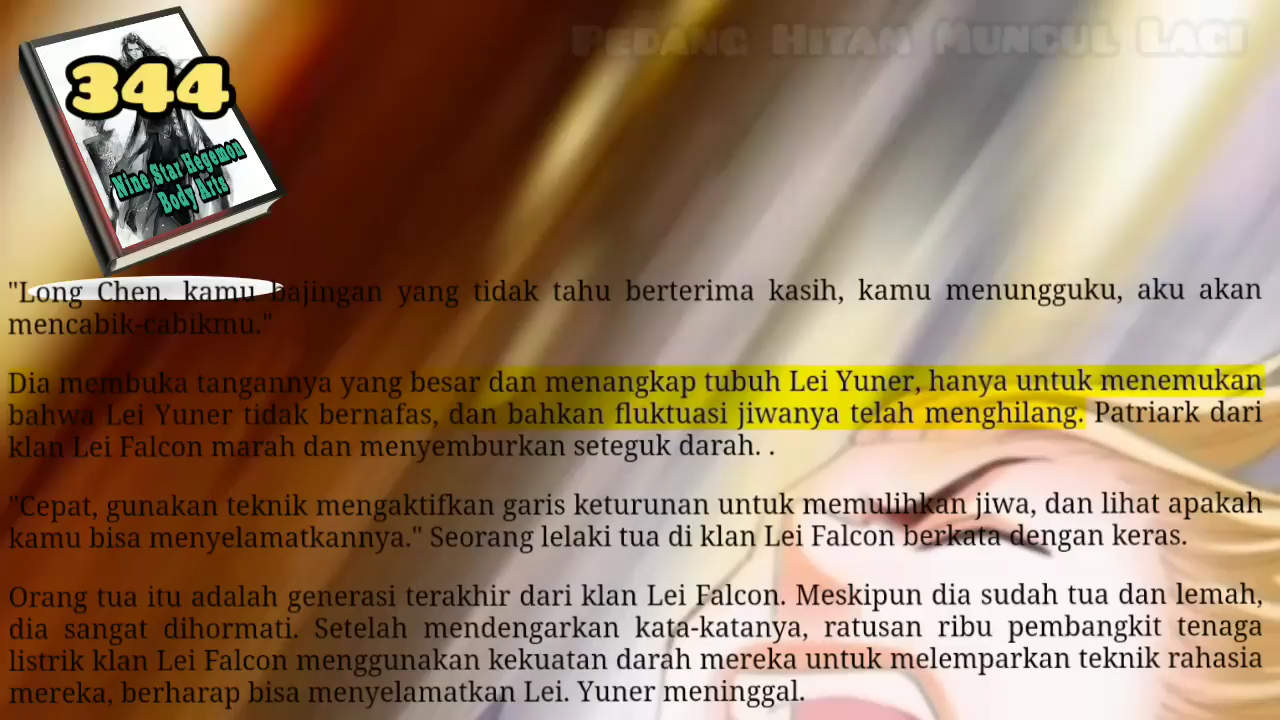 Pedang Hitam Muncul Lagi
344
Nine Star Hegemon
Body Arts
"Long Chen, kamu bajingan yang tidak tahu berterima kasih, kamu menungguku, aku akan
mencabik-cabikmu."
Dia membuka tangannya yang besar dan menangkap tubuh Lei Yuner, hanya untuk menemukan
bahwa Lei Yuner tidak bernafas, dan bahkan fluktuasi jiwanya telah menghilang. Patriark dari
klan Lei Falcon marah dan menyemburkan seteguk darah. .
"Cepat, gunakan teknik mengaktifkan garis keturunan untuk memulihkan jiwa, dan lihat apakah
kamu bisa menyelamatkannya." Seorang lelaki tua di klan Lei Falcon berkata dengan keras.
Orang tua itu adalah generasi terakhir dari klan Lei Falcon. Meskipun dia sudah tua dan lemah,
dia sangat dihormati. Setelah mendengarkan kata-katanya, ratusan ribu pembangkit tenaga
listrik klan Lei Falcon menggunakan kekuatan darah mereka untuk melemparkan teknik rahasia
mereka, berharap bisa menyelamatkan Lei. Yuner meninggal.